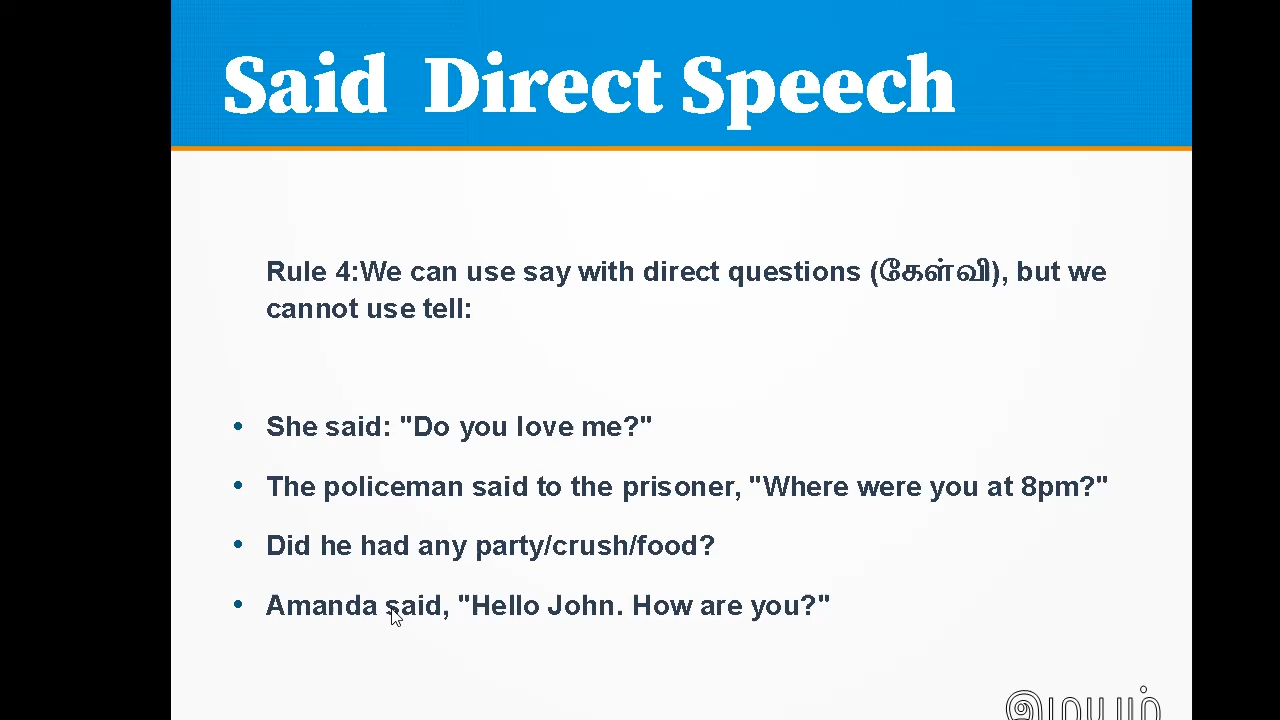 Said Direct Speech
Rule 4:We can use say with direct questions (கேள்வி), but we
cannot use tell:
• She said: "Do you love me?"
• The policeman said to the prisoner, "Where were you at 8pm?"
• Did he had any party/crush/food?
• Amanda said, "Hello John. How are you?"